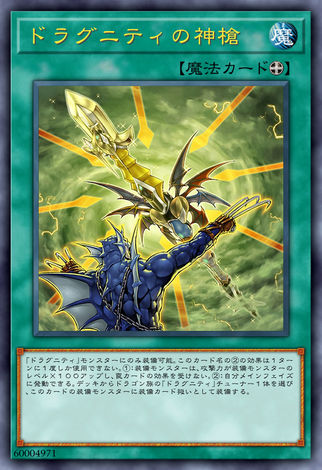 ドラグニティの神槍
魔
【魔法カード】
「ドラグニティ」モンスターにのみ装備可能。このカード名の②の効果は１ターン
に１度しか使用できない。①：装備モンスターは、攻撃力が装備モンスターの
レベル×１００アップし、罠カードの効果を受けない。②：自分メインフェイズ
に発動できる。デッキからドラゴン族の「ドラグニティ」チューナー１体を選び、
このカードの装備モンスターに装備カード扱いとして装備する。
60004971